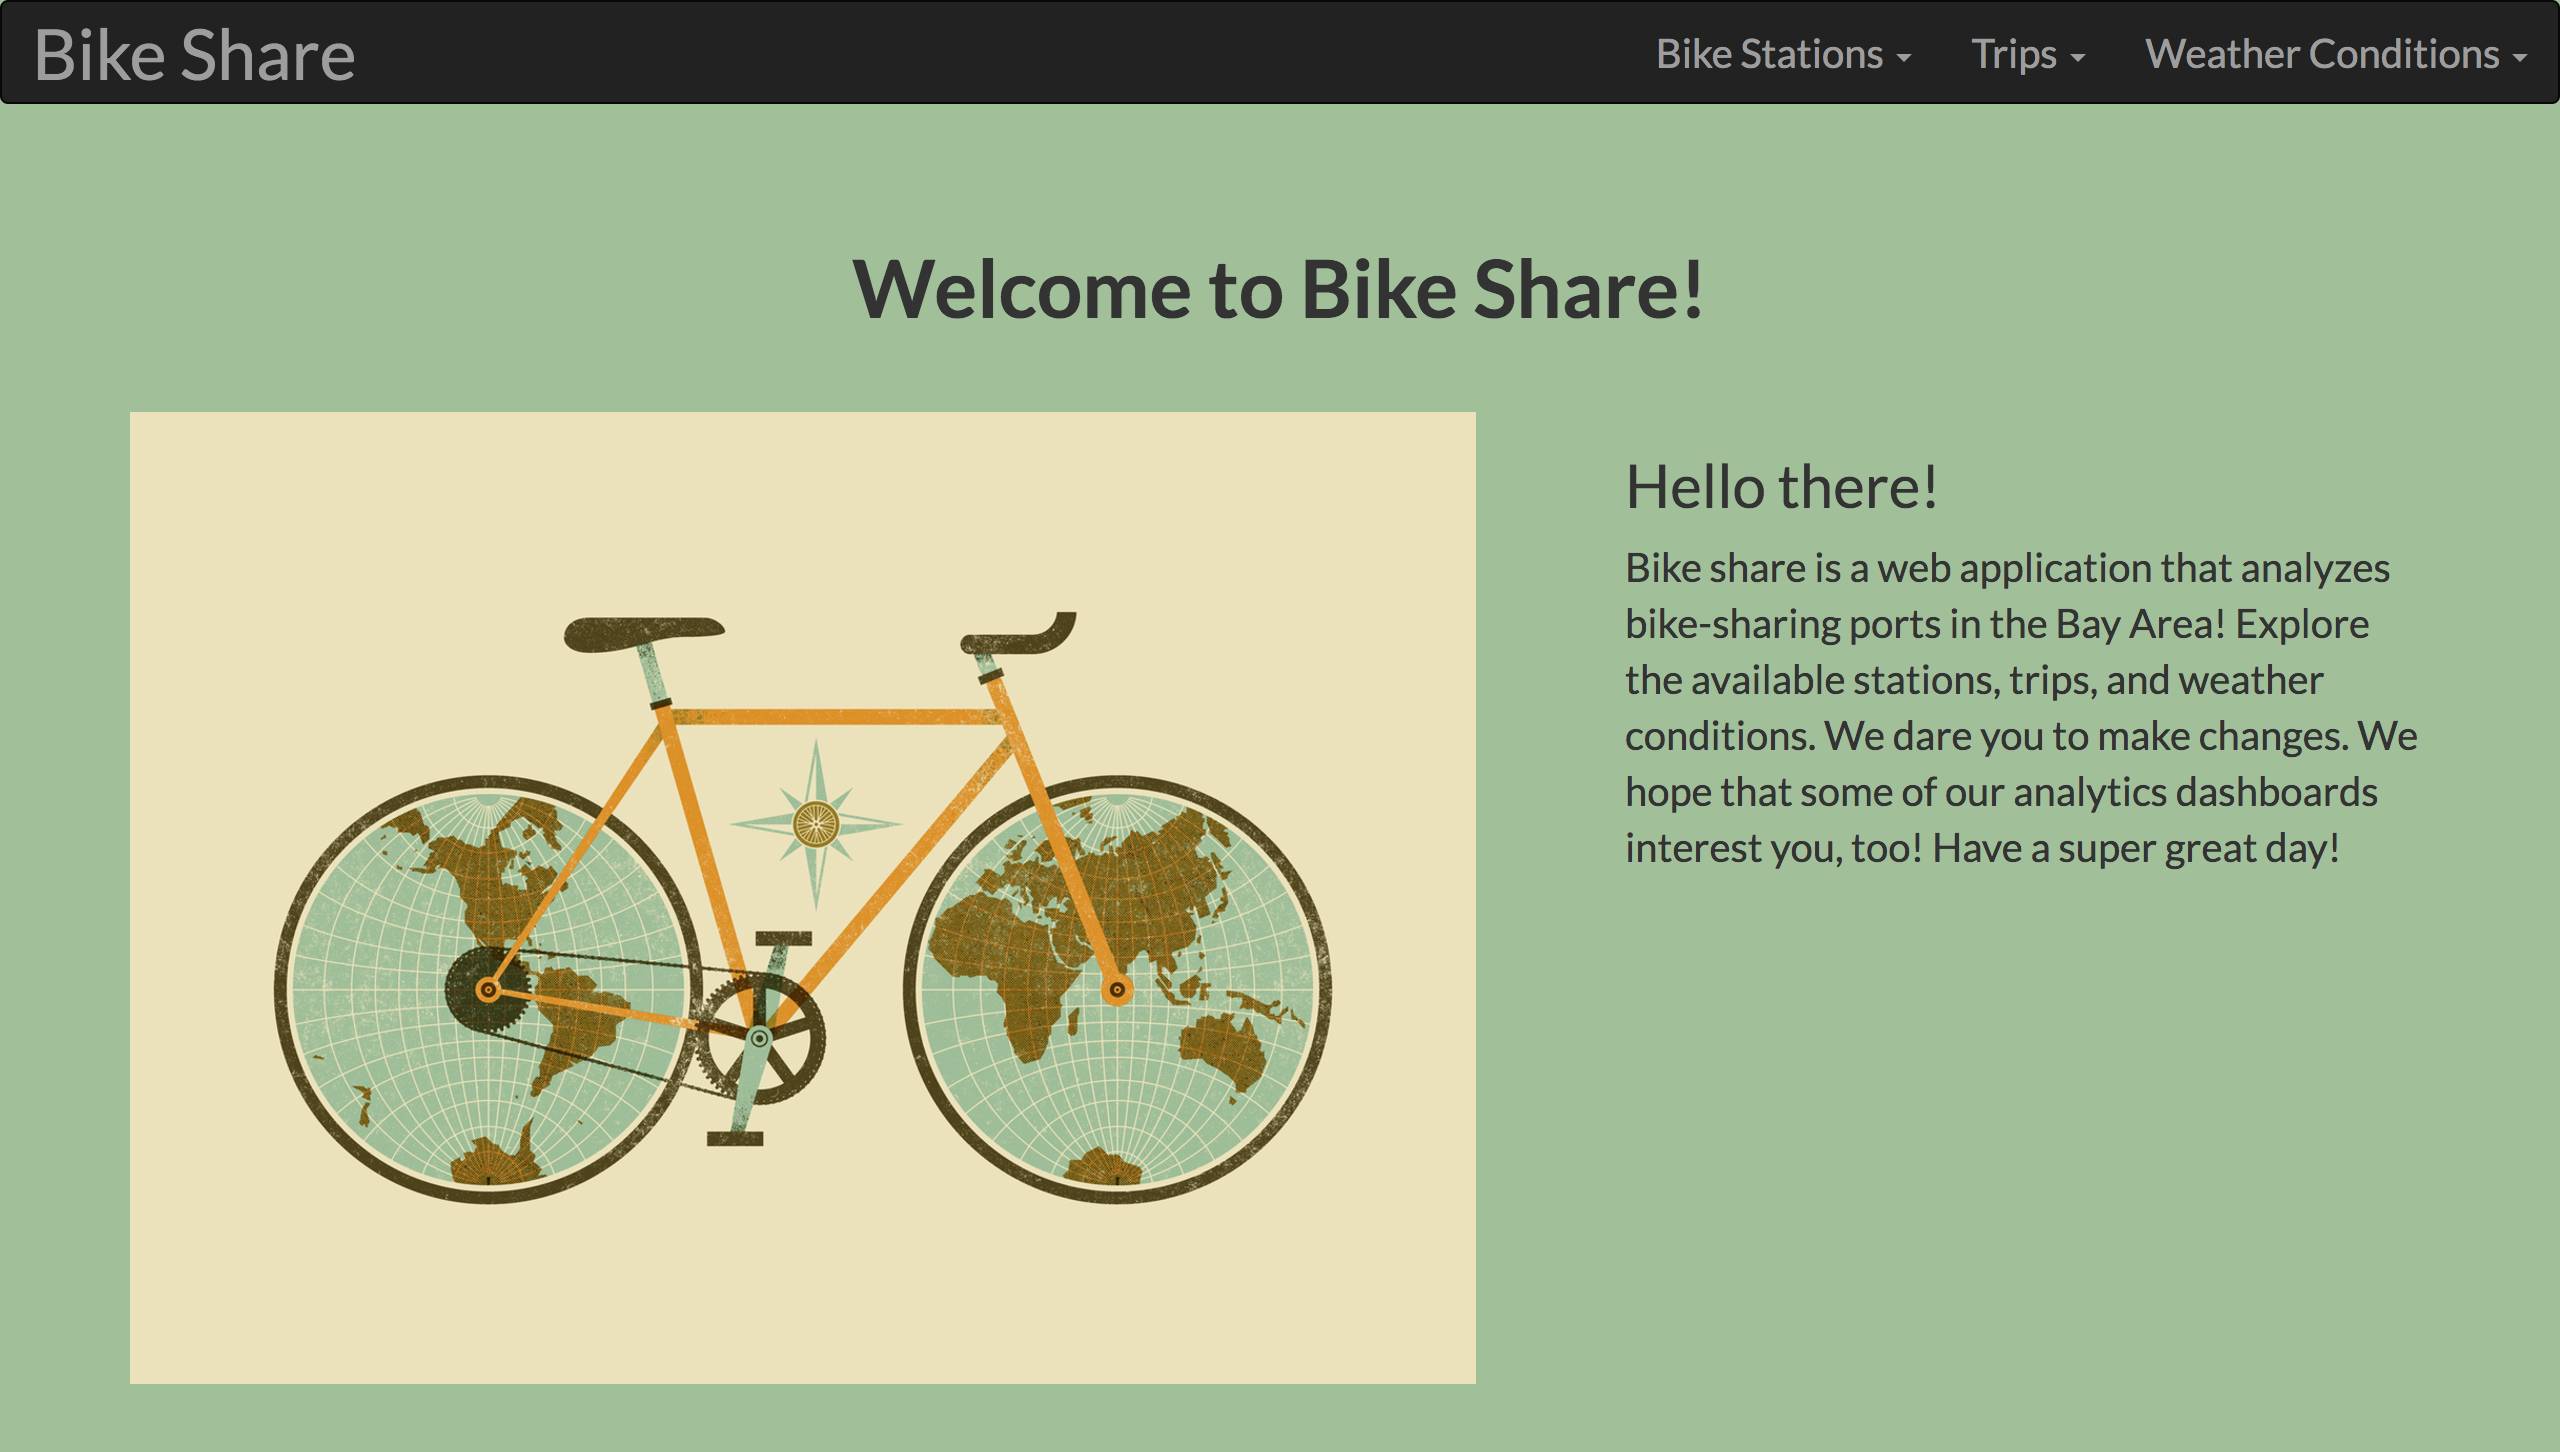 Bike Share
Bike Stations
Trips
Weather Conditions
Welcome to Bike Share!
Hello there!
Bike share is a web application that analyzes
bike-sharing ports in the Bay Area! Explore
the available stations, trips, and weather
conditions. We dare you to make changes. We
hope that some of our analytics dashboards
interest you, too! Have a super great day!